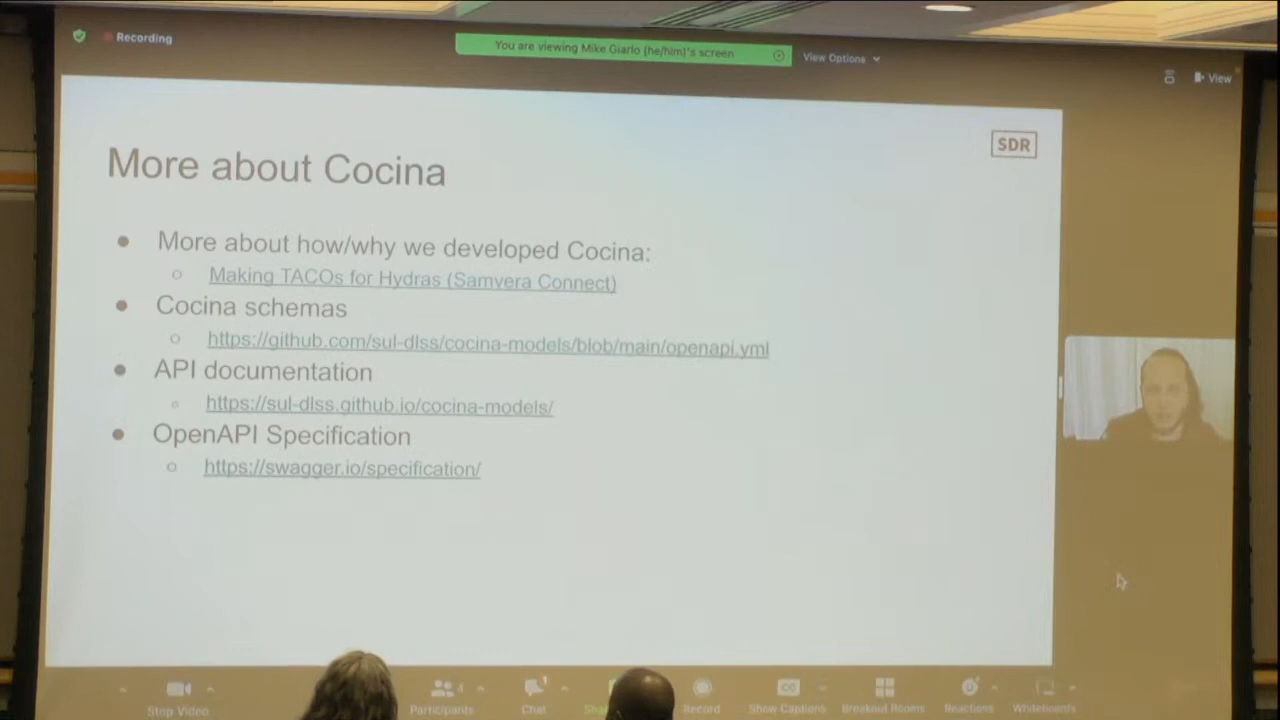 Recording
You are viewing Mike Giarlo (he/him)'s screen
View Options
View
SDR
More about Cocina
More about how/why we developed Cocina:
Making TACOs for Hydras (Samvera Connect)
Cocina schemas
https://github.com/sul-dlss/cocina-models/blob/main/openapi.yml
API documentation
https://sul-dlss.github.io/cocina-models/
OpenAPI Specification
https://swagger.io/specification/
Stop Video
Participants
Chat
Record
Show Captions
Breakout Rooms
Reactions
Whiteboards